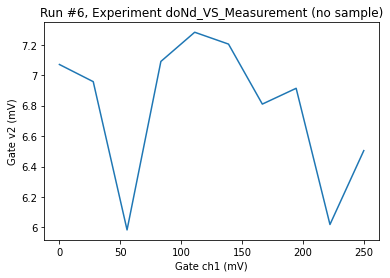 Run #6, Experiment doNd_VS_Measurement (no sample)
Gate v2 (mV)
7.2
7
6.8
6.6
6.4
6.2
6
0 50 100 150 200 250
Gate ch1 (mV)